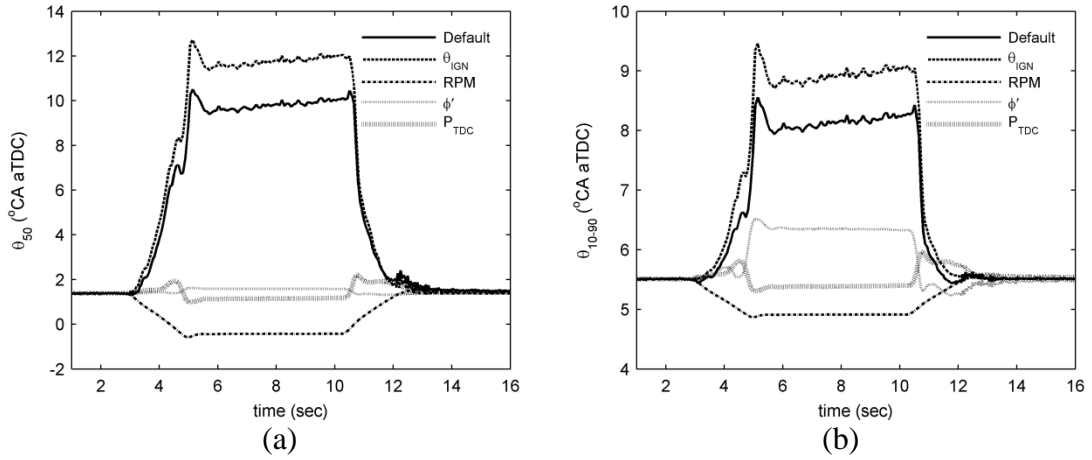 Default
θIGN
RPM
ϕ'
PTDC
14
12
10
8
6
4
2
0
-2
θ50 (oCA aTDC)
2
4
6
8
10
12
14
16
time (sec)
(a)
Default
θIGN
RPM
ϕ'
PTDC
10
9
8
7
6
5
4
θ10-90 (oCA aTDC)
2
4
6
8
10
12
14
16
time (sec)
(b)